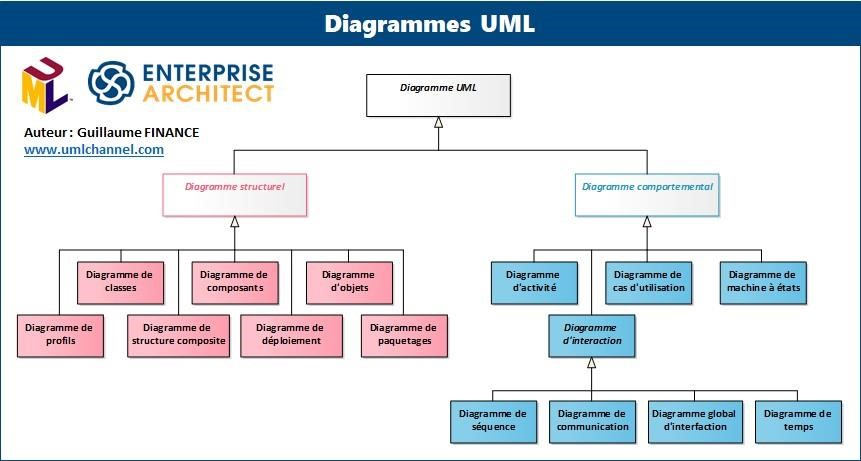 Diagrammes UML
UML
ENTERPRISE
ARCHITECT
Auteur : Guillaume FINANCE
www.umlchannel.com
Diagramme UML
Diagramme structurel
Diagramme comportemental
Diagramme de
classes
Diagramme de
composants
Diagramme
d'objets
Diagramme de
profils
Diagramme de
structure composite
Diagramme de
déploiement
Diagramme de
paquetages
Diagramme
d'activité
Diagramme de
cas d'utilisation
Diagramme de
machine à états
Diagramme
d'interaction
Diagramme de
séquence
Diagramme de
communication
Diagramme global
d'interfaction
Diagramme de
temps